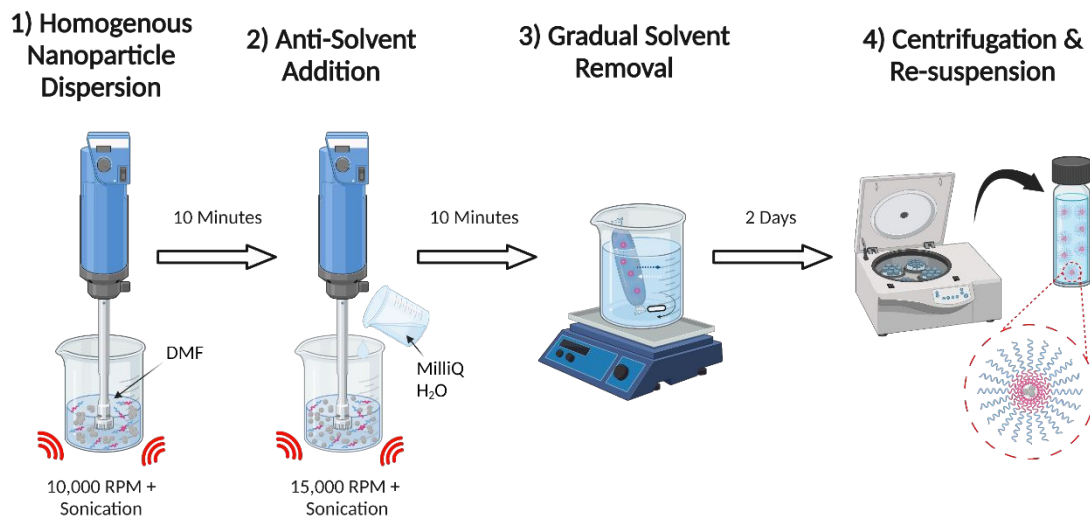 1) Homogenous
Nanoparticle
Dispersion
2) Anti-Solvent
Addition
3) Gradual Solvent
Removal
4) Centrifugation &
Re-suspension
10 Minutes
10 Minutes
2 Days
DMF
MilliQ
H₂O
10,000 RPM +
Sonication
15,000 RPM +
Sonication